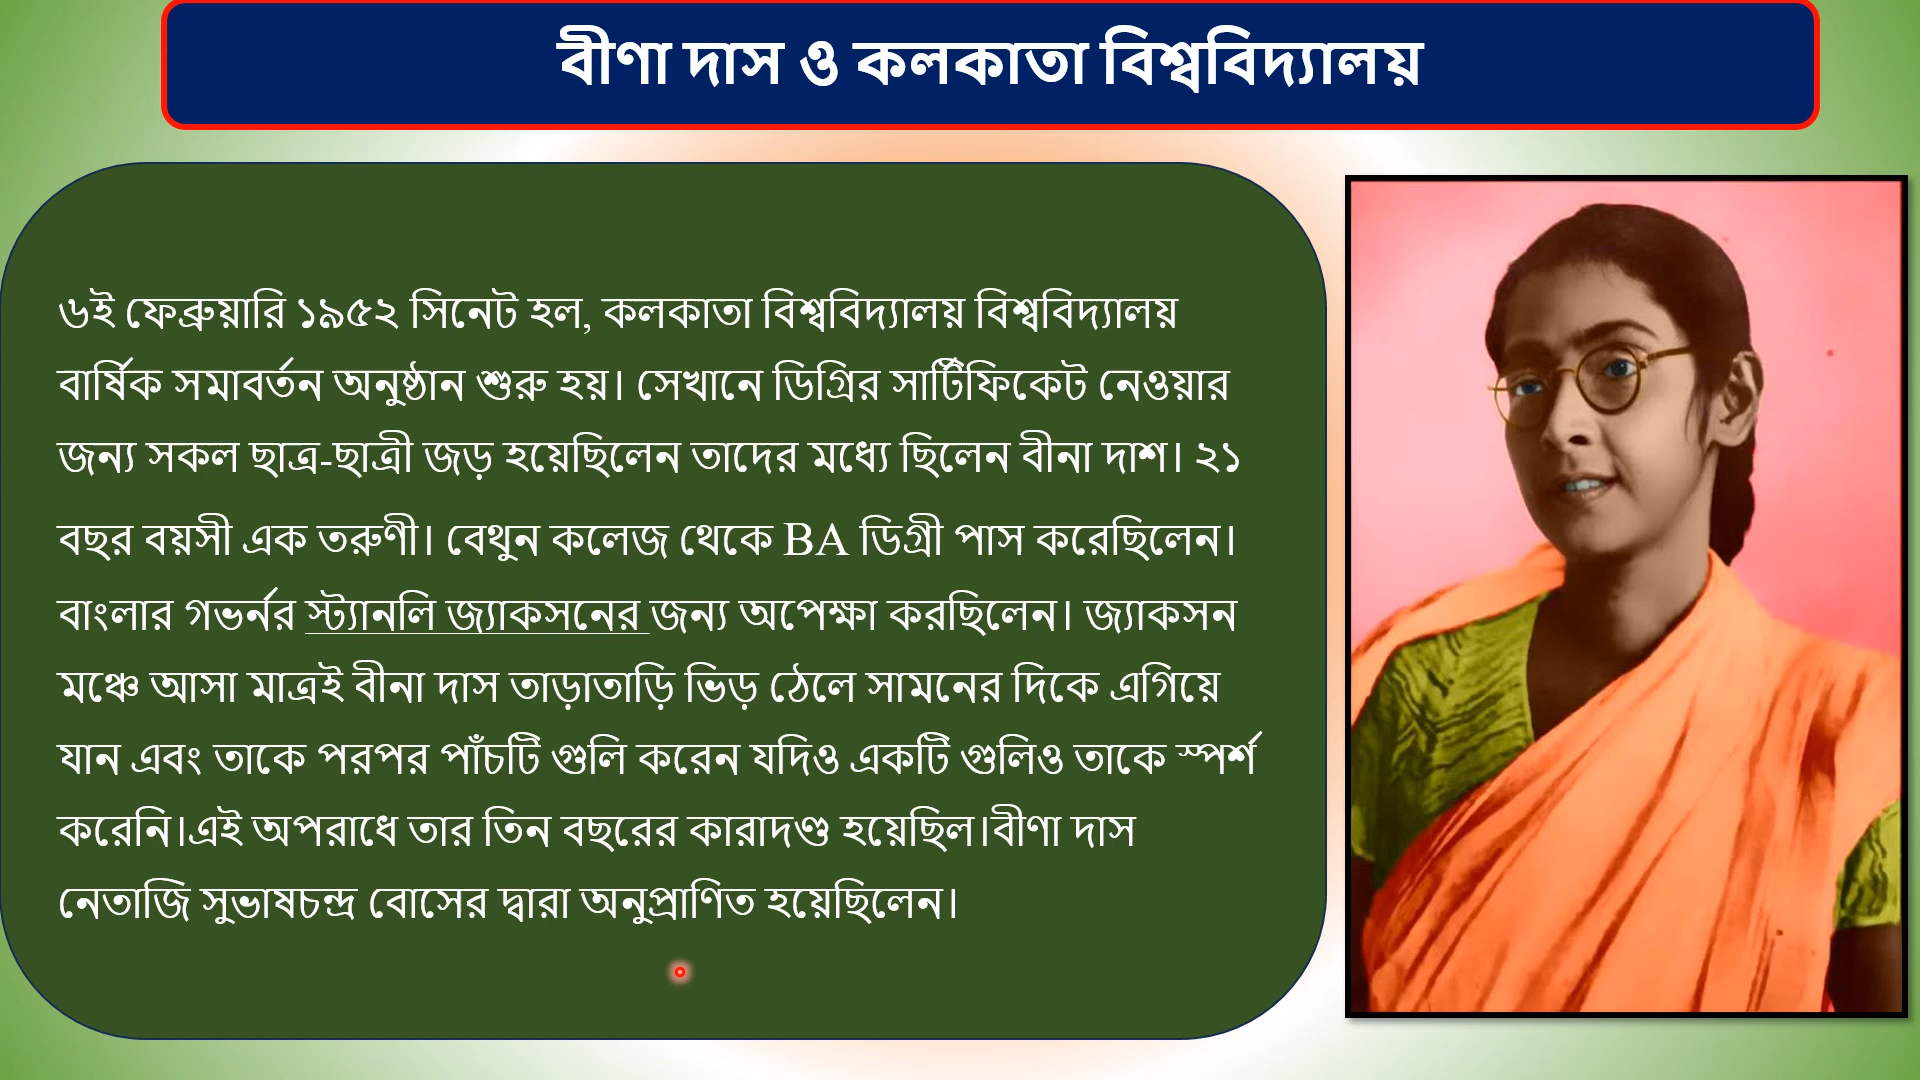 বীণা দাস ও কলকাতা বিশ্ববিদ্যালয়
৬ই ফেব্রুয়ারি ১৯৫২ সিনেট হল, কলকাতা বিশ্ববিদ্যালয় বিশ্ববিদ্যালয়
বার্ষিক সমাবর্তন অনুষ্ঠান শুরু হয়। সেখানে ডিগ্রির সার্টিফিকেট নেওয়ার
জন্য সকল ছাত্র-ছাত্রী জড় হয়েছিলেন তাদের মধ্যে ছিলেন বীনা দাশ। ২১
বছর বয়সী এক তরুণী। বেথুন কলেজ থেকে BA ডিগ্রী পাস করেছিলেন।
বাংলার গভর্নর স্ট্যানলি জ্যাকসনের জন্য অপেক্ষা করছিলেন। জ্যাকসন
মঞ্চে আসা মাত্রই বীনা দাস তাড়াতাড়ি ভিড় ঠেলে সামনের দিকে এগিয়ে
যান এবং তাকে পরপর পাঁচটি গুলি করেন যদিও একটি গুলিও তাকে স্পর্শ
করেনি।এই অপরাধে তার তিন বছরের কারাদণ্ড হয়েছিল।বীণা দাস
নেতাজি সুভাষচন্দ্র বোসের দ্বারা অনুপ্রাণিত হয়েছিলেন।